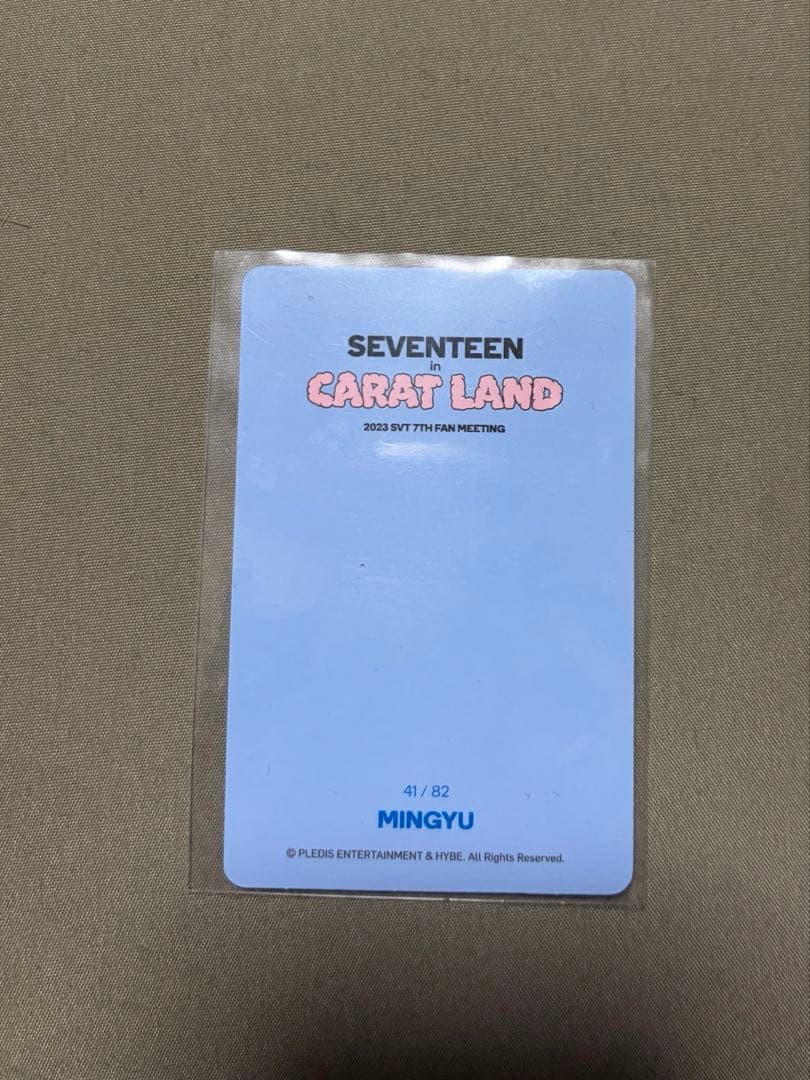 SEVENTEEN
in
CARAT LAND
2023 SVT 7TH FAN MEETING
41 / 82
MINGYU
© PLEDIS ENTERTAINMENT & HYBE. All Rights Reserved.